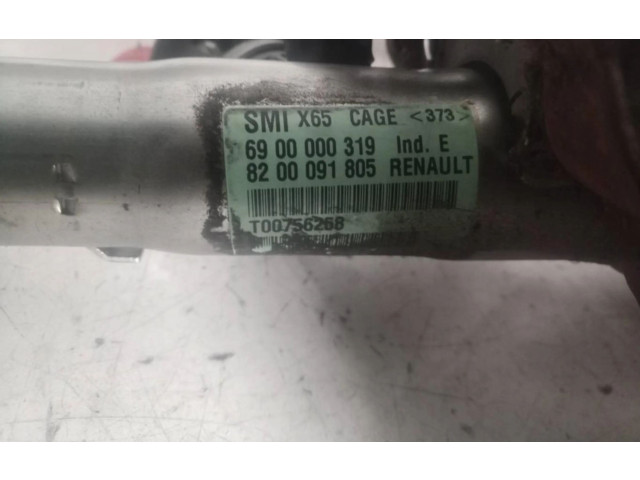 SMI X65 CAGE <373>
69 00 000 319 Ind. E
82 00 091 805 RENAULT
T00756268